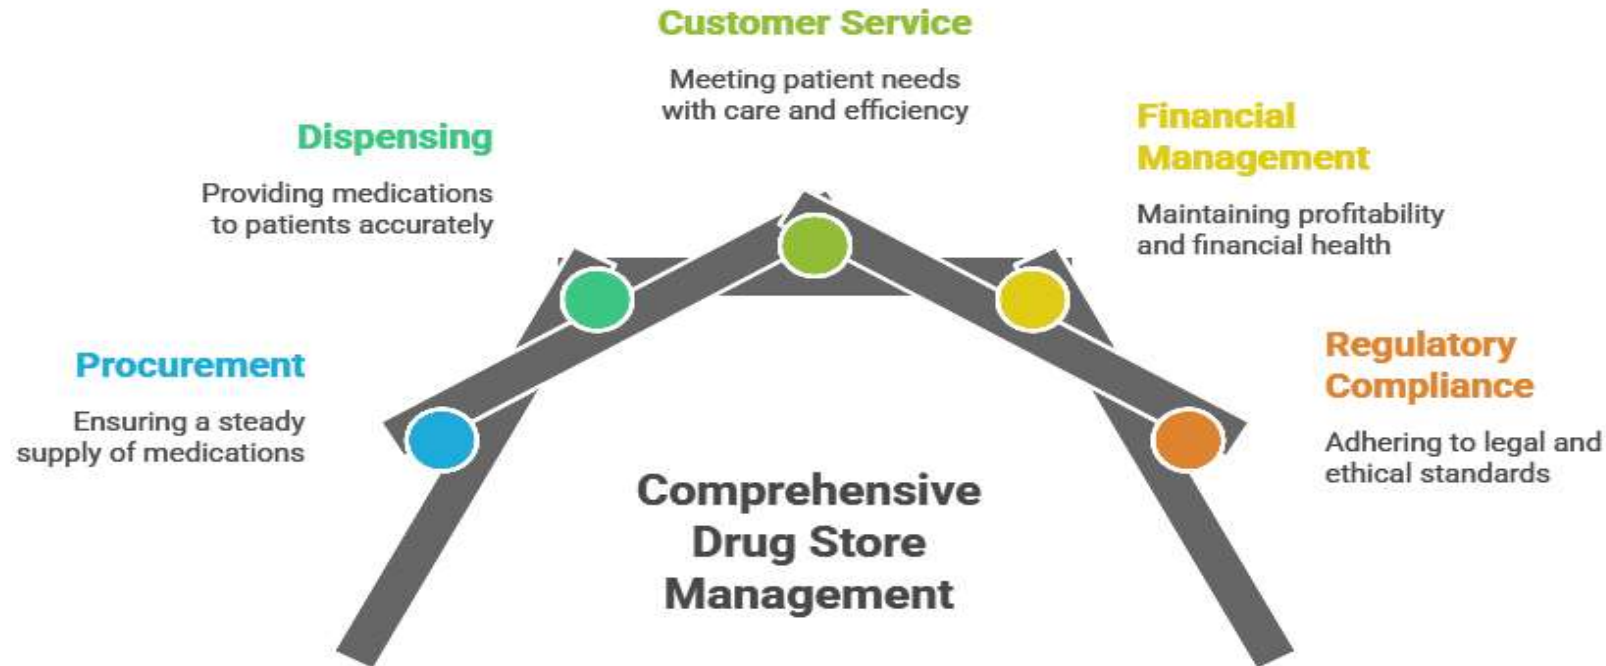 Customer Service
Meeting patient needs
with care and efficiency
Dispensing
Providing medications
to patients accurately
Financial
Management
Maintaining profitability
and financial health
Procurement
Ensuring a steady
supply of medications
Regulatory
Compliance
Adhering to legal and
ethical standards
Comprehensive
Drug Store
Management